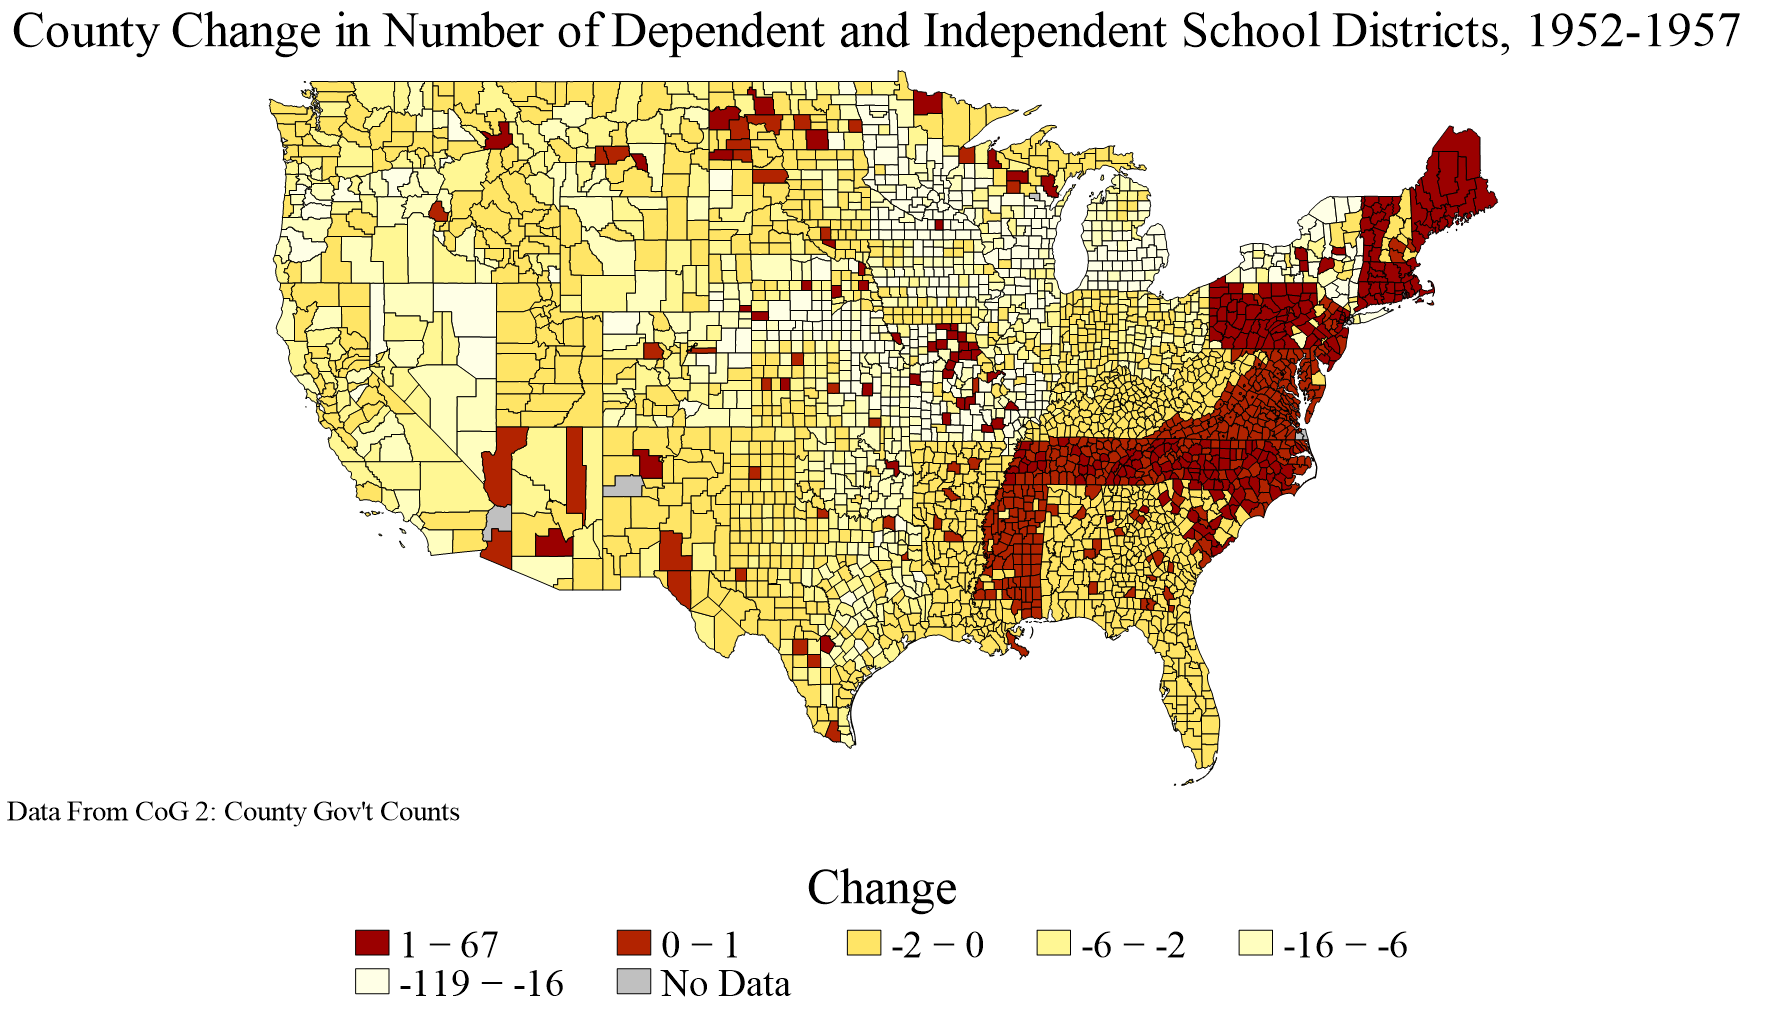 County Change in Number of Dependent and Independent School Districts, 1952-1957
Data From CoG 2: County Gov't Counts
Change
1 − 67 0 − 1 -2 − 0 -6 − -2 -16 − -6
-119 − -16 No Data